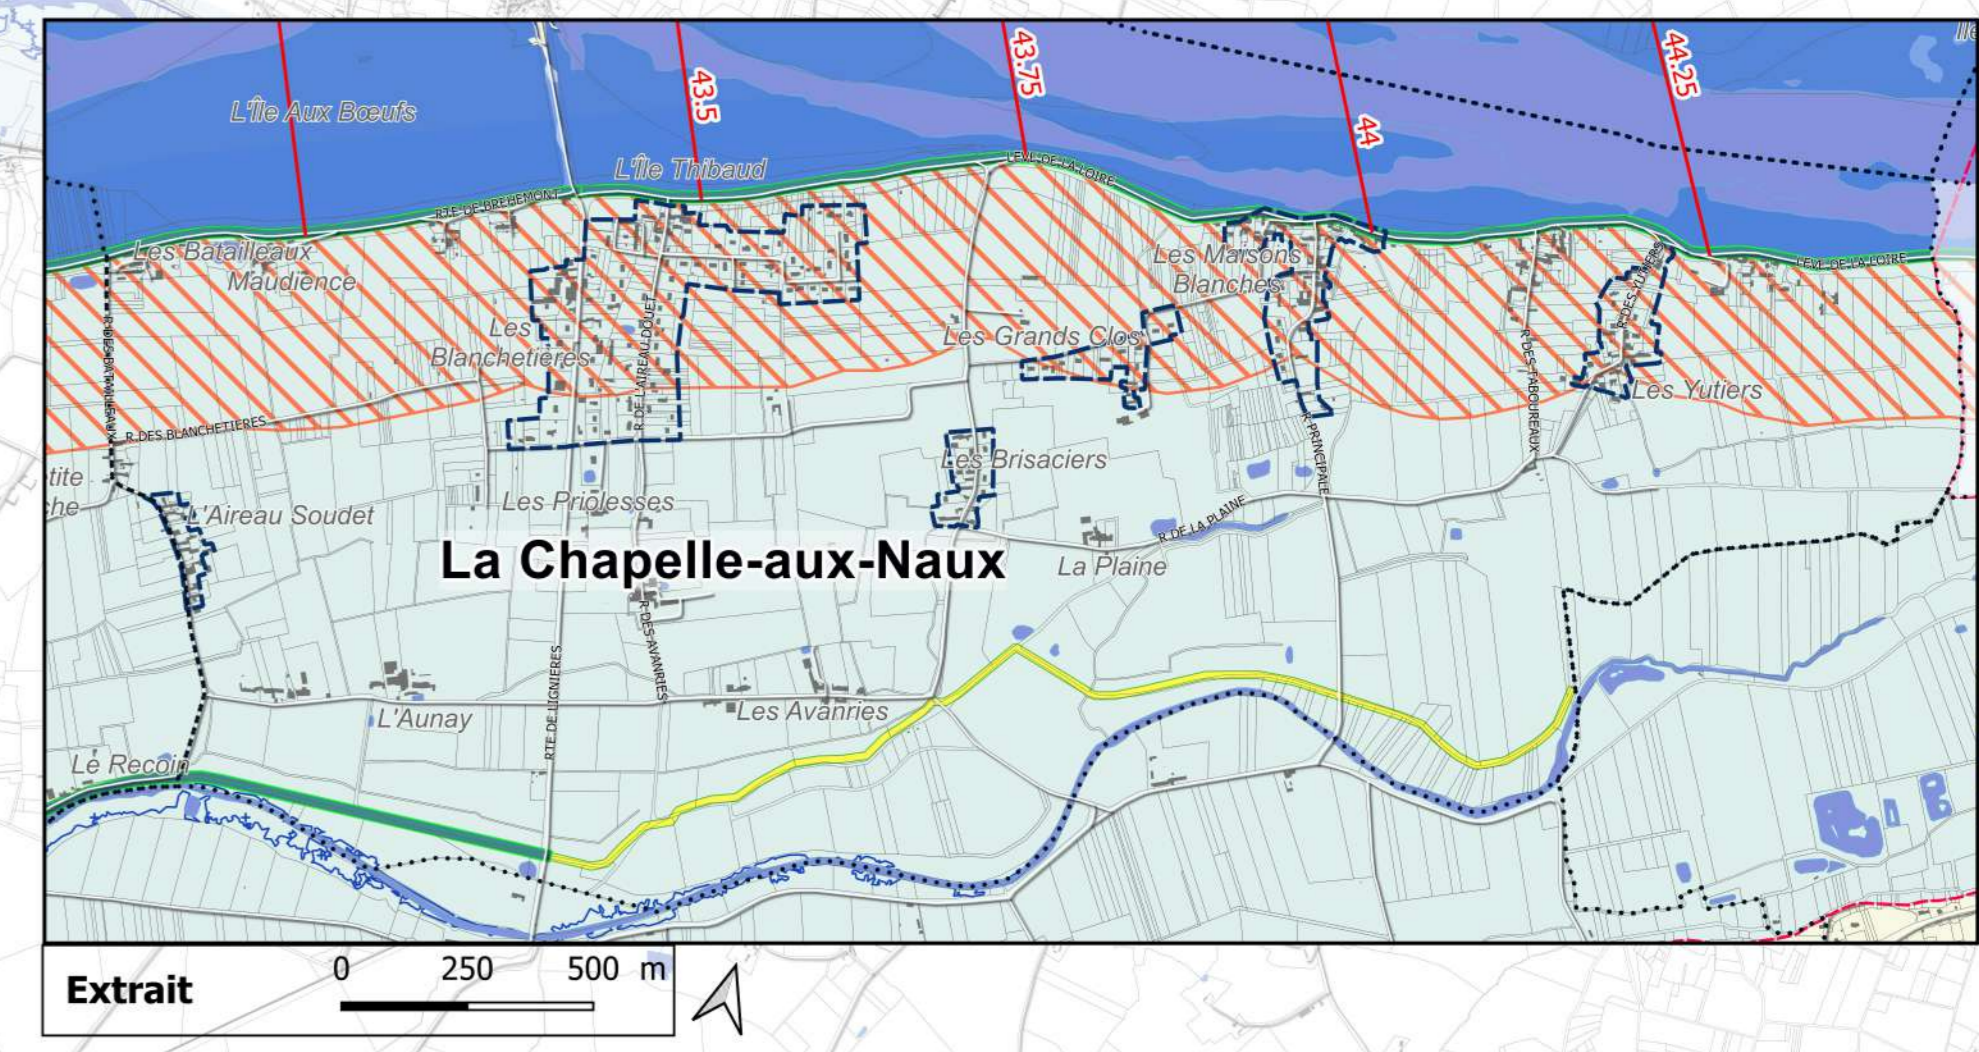 43.5
43.75
44
44.25
L'Île Aux Bœufs
L'Île Thibaud
LEVE DE LA LOIRE
RTE DE BREHEMONT
Les Batailleaux
Maudience
Les Maisons
Blanches
LEVE DE LA LOIRE
R DES YUTIERS
Les
Blanchetières
R DE L'AIREAU DOUET
Les Grands Clos
R DES TABOUREAUX
Les Yutiers
R DES BLANCHETIERES
R PRINCIPALE
tite
che
Les Brisaciers
L'Aireau Soudet
Les Priolesses
R DE LA PLAINE
La Chapelle-aux-Naux
La Plaine
R DES AVANRIES
RTE DE LIGNIERES
L'Aunay
Les Avanries
Le Recoin
Extrait
0 250 500 m